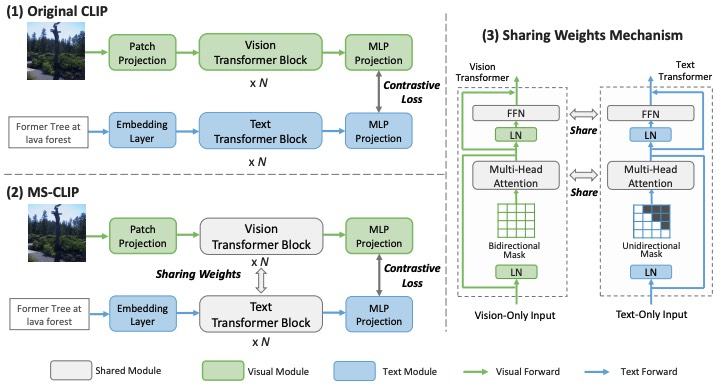 (1) Original CLIP
Patch
Projection
Vision
Transformer Block
x N
MLP
Projection
Contrastive
Loss
Former Tree at
lava forest
Embedding
Layer
Text
Transformer Block
x N
MLP
Projection
(2) MS-CLIP
Patch
Projection
Vision
Transformer Block
x N
MLP
Projection
Sharing Weights
Contrastive
Loss
Former Tree at
lava forest
Embedding
Layer
Text
Transformer Block
x N
MLP
Projection
(3) Sharing Weights Mechanism
Vision
Transformer
FFN
LN
Multi-Head
Attention
Bidirectional
Mask
LN
Vision-Only Input
Share
Share
Text
Transformer
FFN
LN
Multi-Head
Attention
Unidirectional
Mask
LN
Text-Only Input
Shared Module
Visual Module
Text Module
Visual Forward
Text Forward